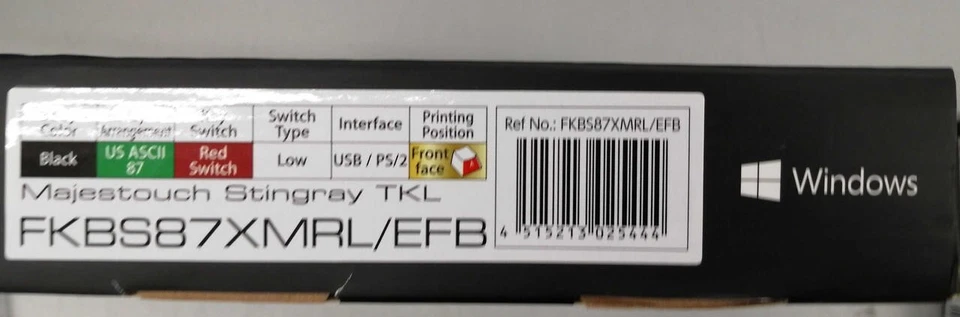 Color Arrangement Key Switch Switch Type Interface Printing Position
Black US ASCII 87 Red Switch Low USB / PS/2 Front face
Majestouch Stingray TKL
FKBS87XMRL/EFB
Ref No.: FKBS87XMRL/EFB
4 515213 025444
Windows